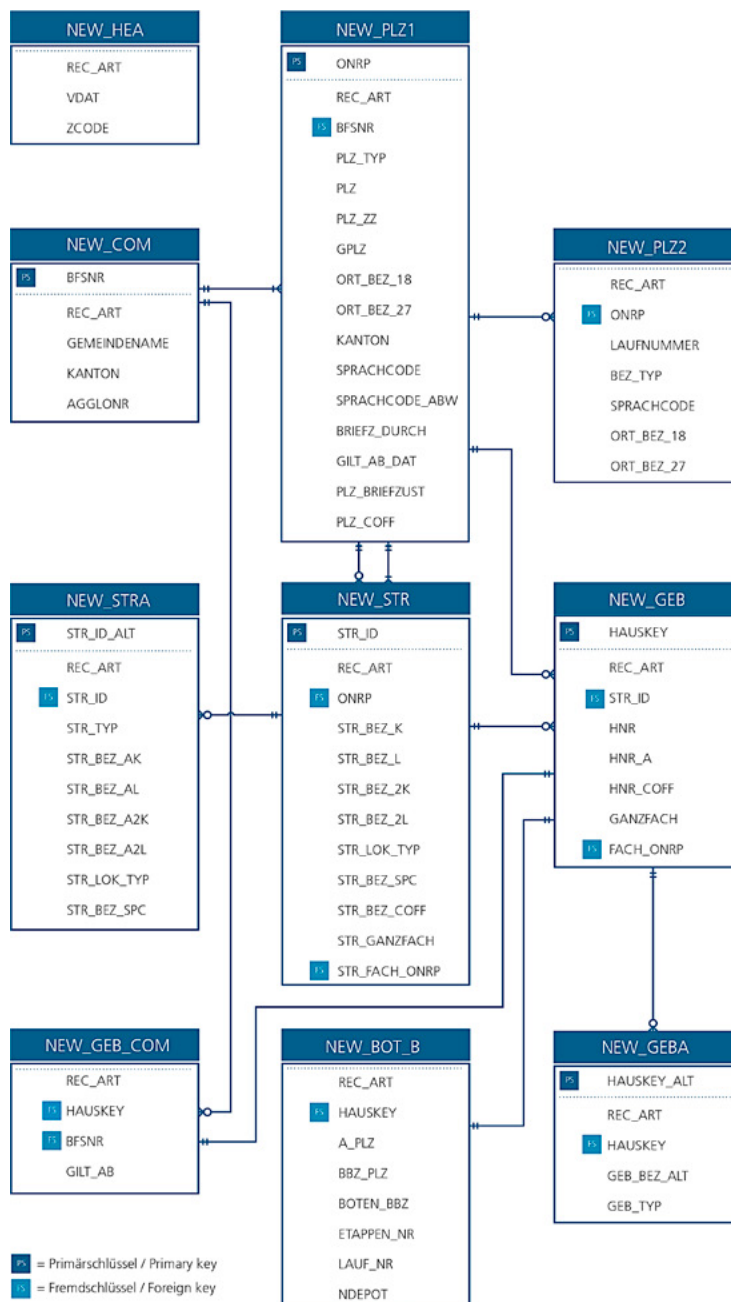 NEW_HEA
REC_ART
VDAT
ZCODE
NEW_PLZ1
PS ONRP
REC_ART
FS BFSNR
PLZ_TYP
PLZ
PLZ_ZZ
GPLZ
ORT_BEZ_18
ORT_BEZ_27
KANTON
SPRACHCODE
SPRACHCODE_ABW
BRIEFZ_DURCH
GILT_AB_DAT
PLZ_BRIEFZUST
PLZ_COFF
NEW_COM
PS BFSNR
REC_ART
GEMEINDENAME
KANTON
AGGLONR
NEW_PLZ2
REC_ART
FS ONRP
LAUFNUMMER
BEZ_TYP
SPRACHCODE
ORT_BEZ_18
ORT_BEZ_27
NEW_STRA
PS STR_ID_ALT
REC_ART
FS STR_ID
STR_TYP
STR_BEZ_AK
STR_BEZ_AL
STR_BEZ_A2K
STR_BEZ_A2L
STR_LOK_TYP
STR_BEZ_SPC
NEW_STR
PS STR_ID
REC_ART
FS ONRP
STR_BEZ_K
STR_BEZ_L
STR_BEZ_2K
STR_BEZ_2L
STR_LOK_TYP
STR_BEZ_SPC
STR_BEZ_COFF
STR_GANZFACH
FS STR_FACH_ONRP
NEW_GEB
PS HAUSKEY
REC_ART
FS STR_ID
HNR
HNR_A
HNR_COFF
GANZFACH
FS FACH_ONRP
NEW_GEB_COM
REC_ART
FS HAUSKEY
FS BFSNR
GILT_AB
NEW_BOT_B
REC_ART
FS HAUSKEY
A_PLZ
BBZ_PLZ
BOTEN_BBZ
ETAPPEN_NR
LAUF_NR
NDEPOT
NEW_GEBA
PS HAUSKEY_ALT
REC_ART
FS HAUSKEY
GEB_BEZ_ALT
GEB_TYP
PS = Primärschlüssel / Primary key
FS = Fremdschlüssel / Foreign key